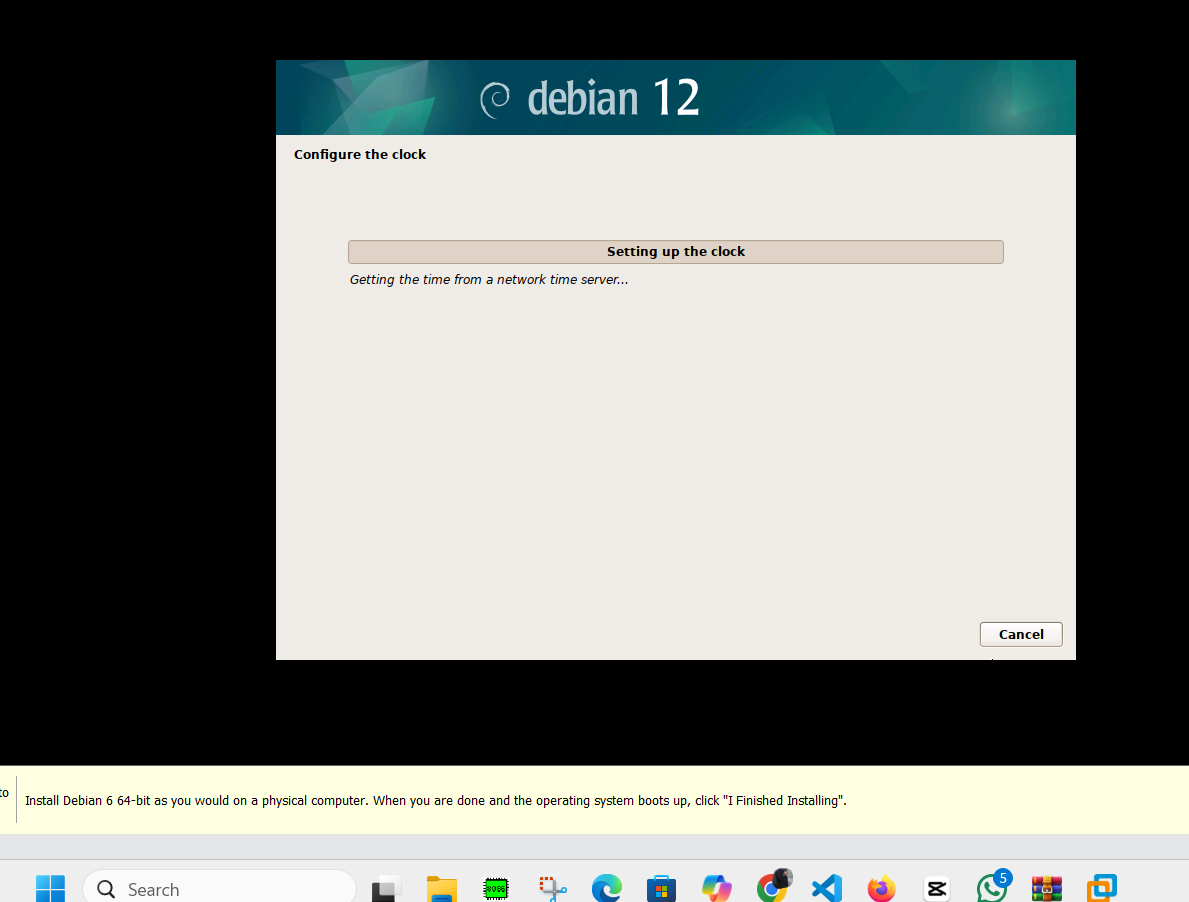 debian 12
Configure the clock
Setting up the clock
Getting the time from a network time server...
Cancel
to
Install Debian 6 64-bit as you would on a physical computer. When you are done and the operating system boots up, click "I Finished Installing".
Search
8086
5